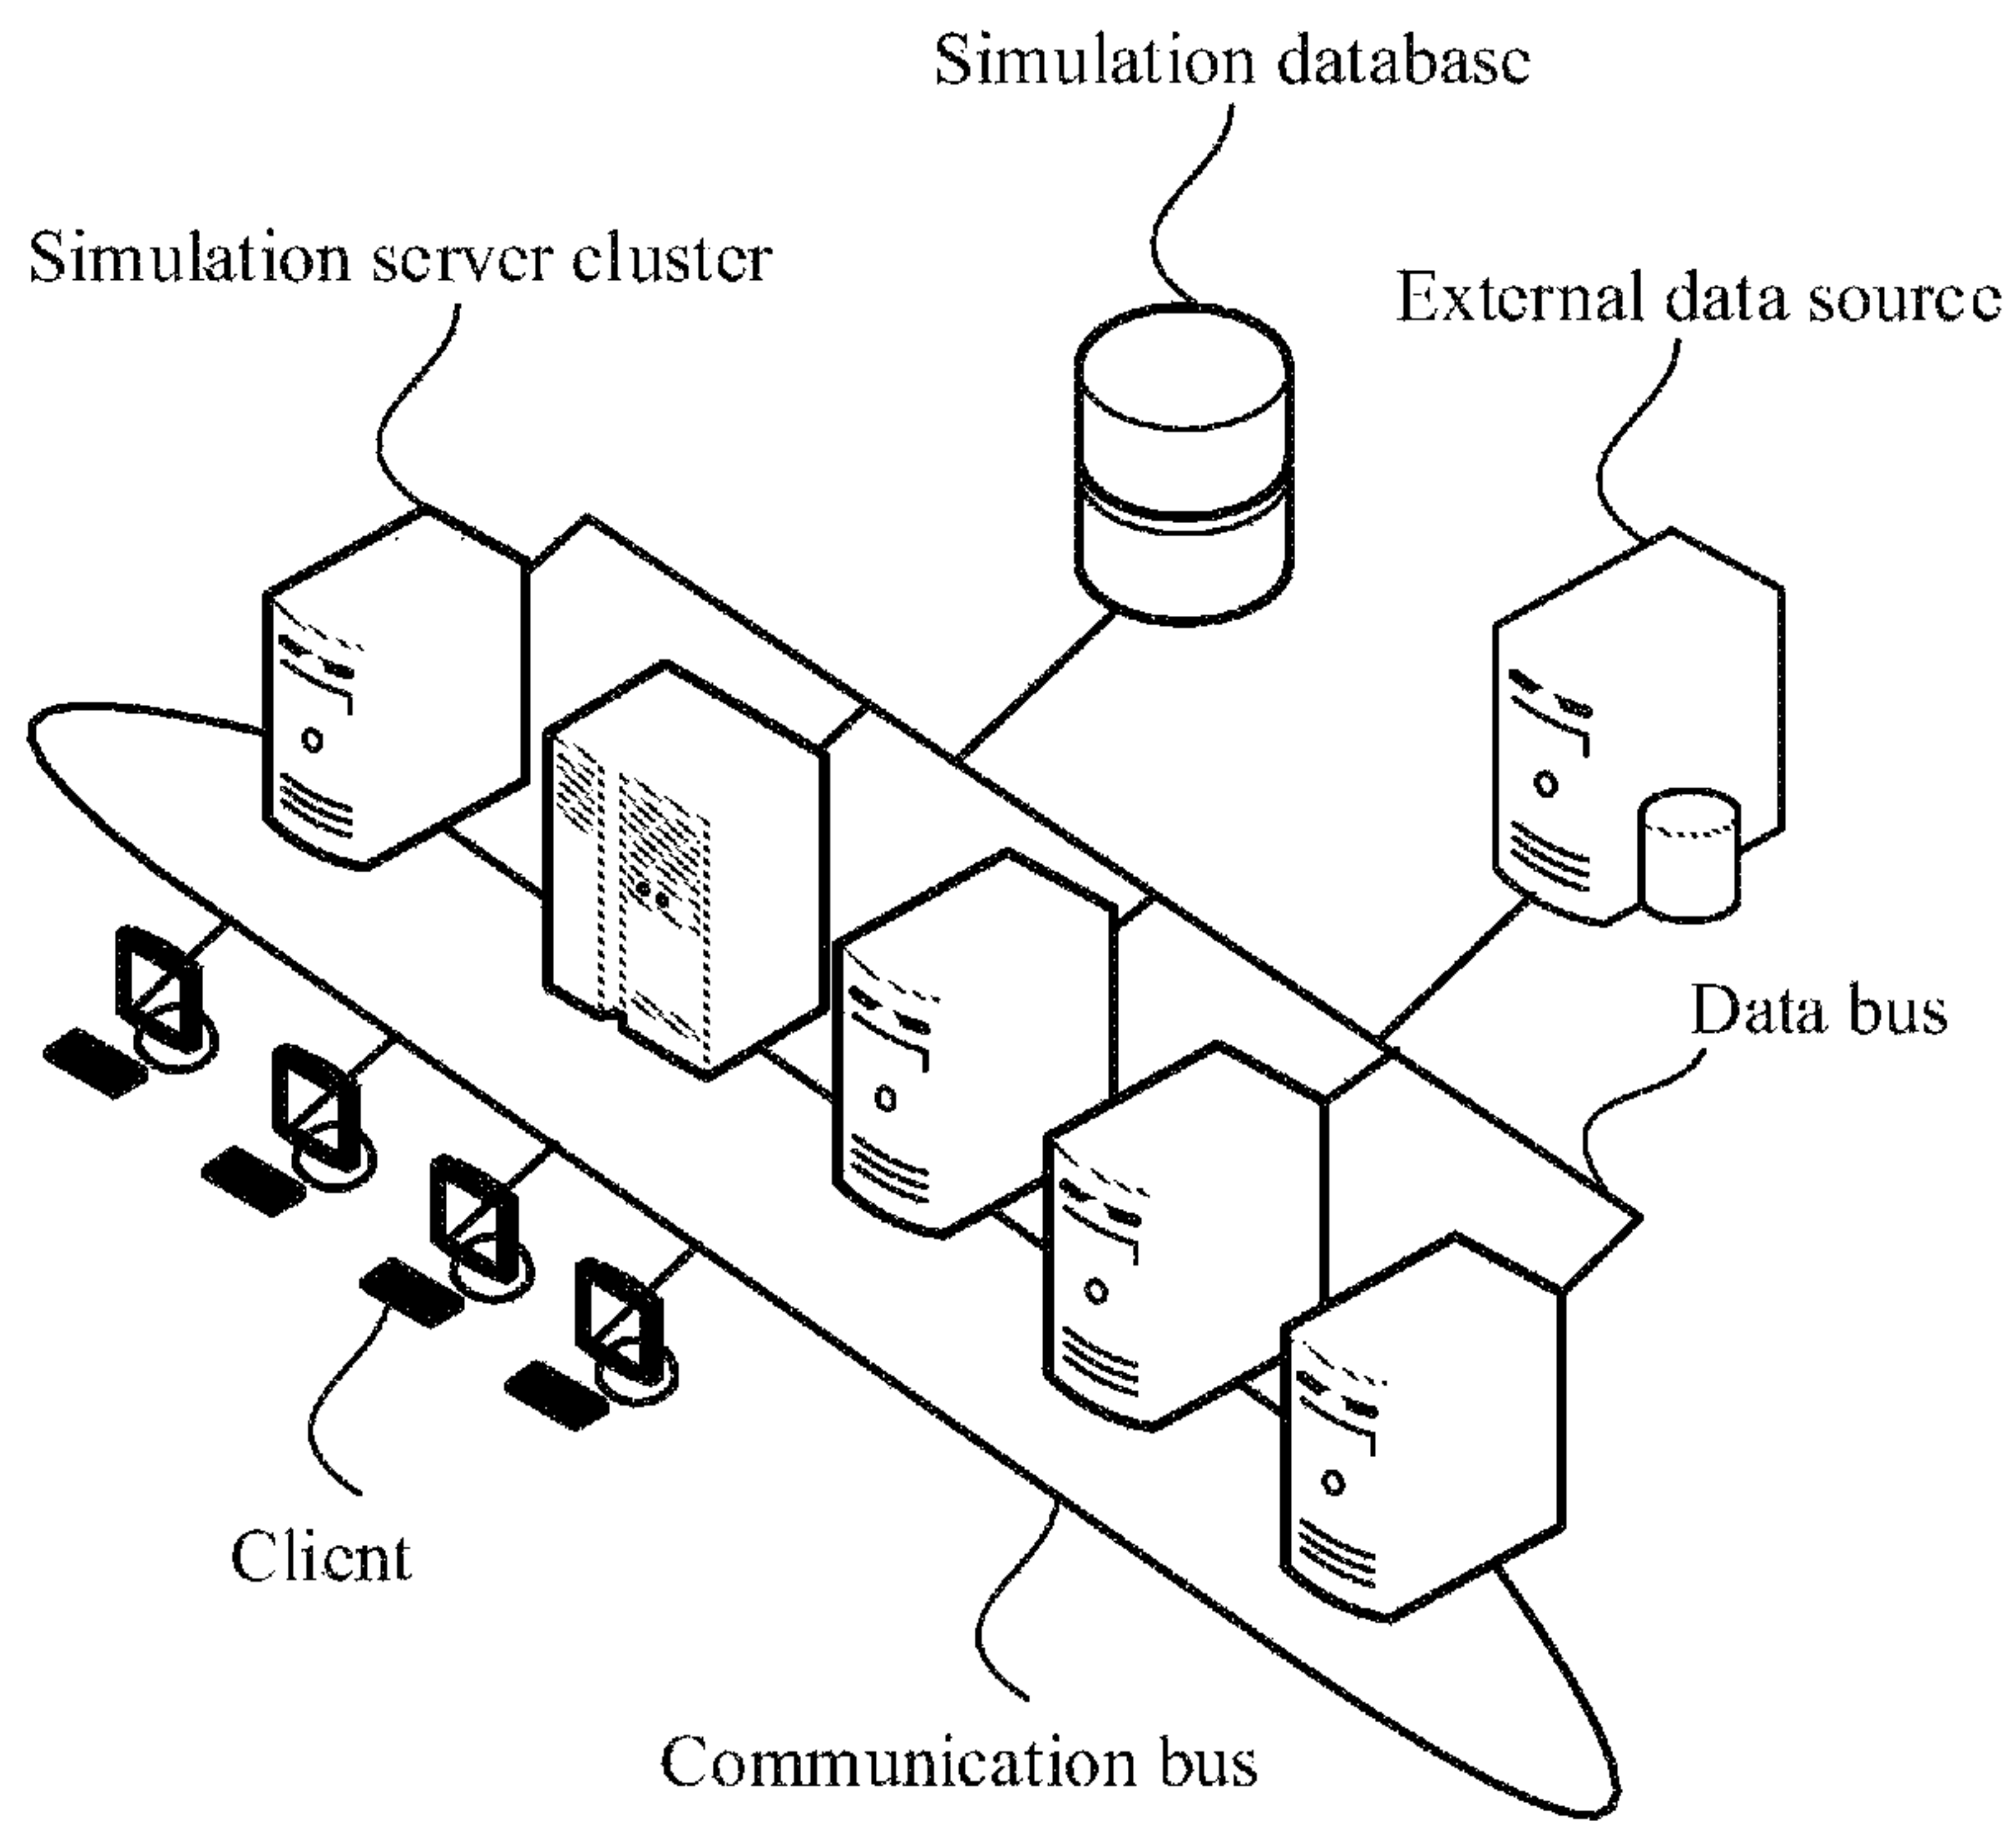 Simulation database
Simulation server cluster
External data source
Data bus
Client
Communication bus